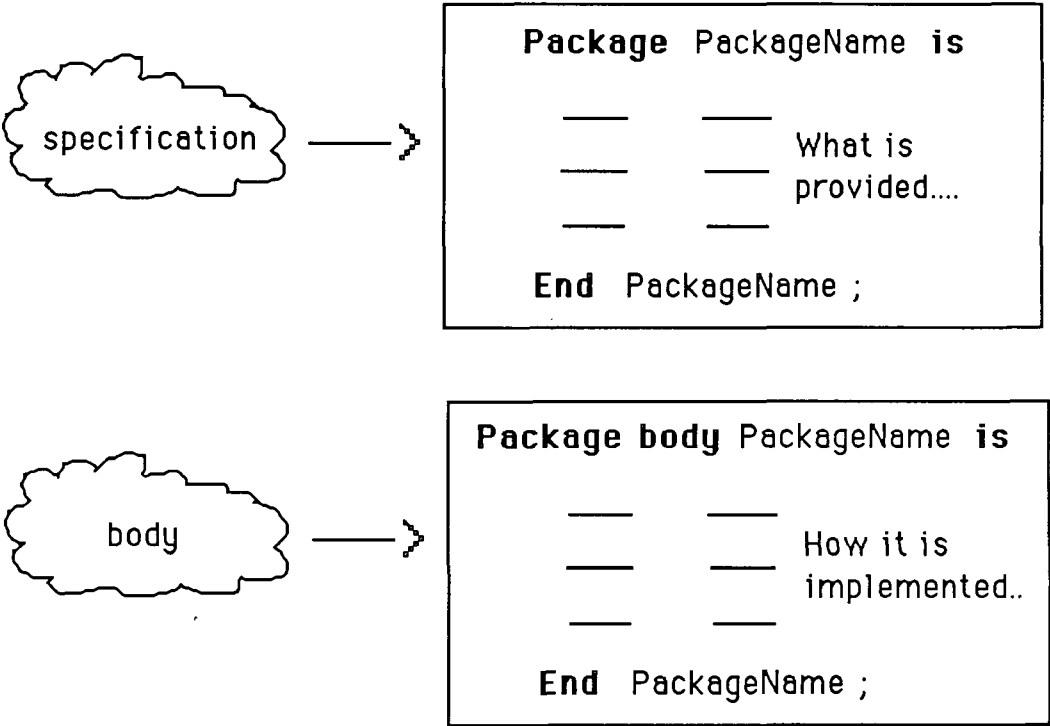 Package PackageName is
specification
What is
provided....
End PackageName ;
Package body PackageName is
body
How it is
implemented..
End PackageName ;